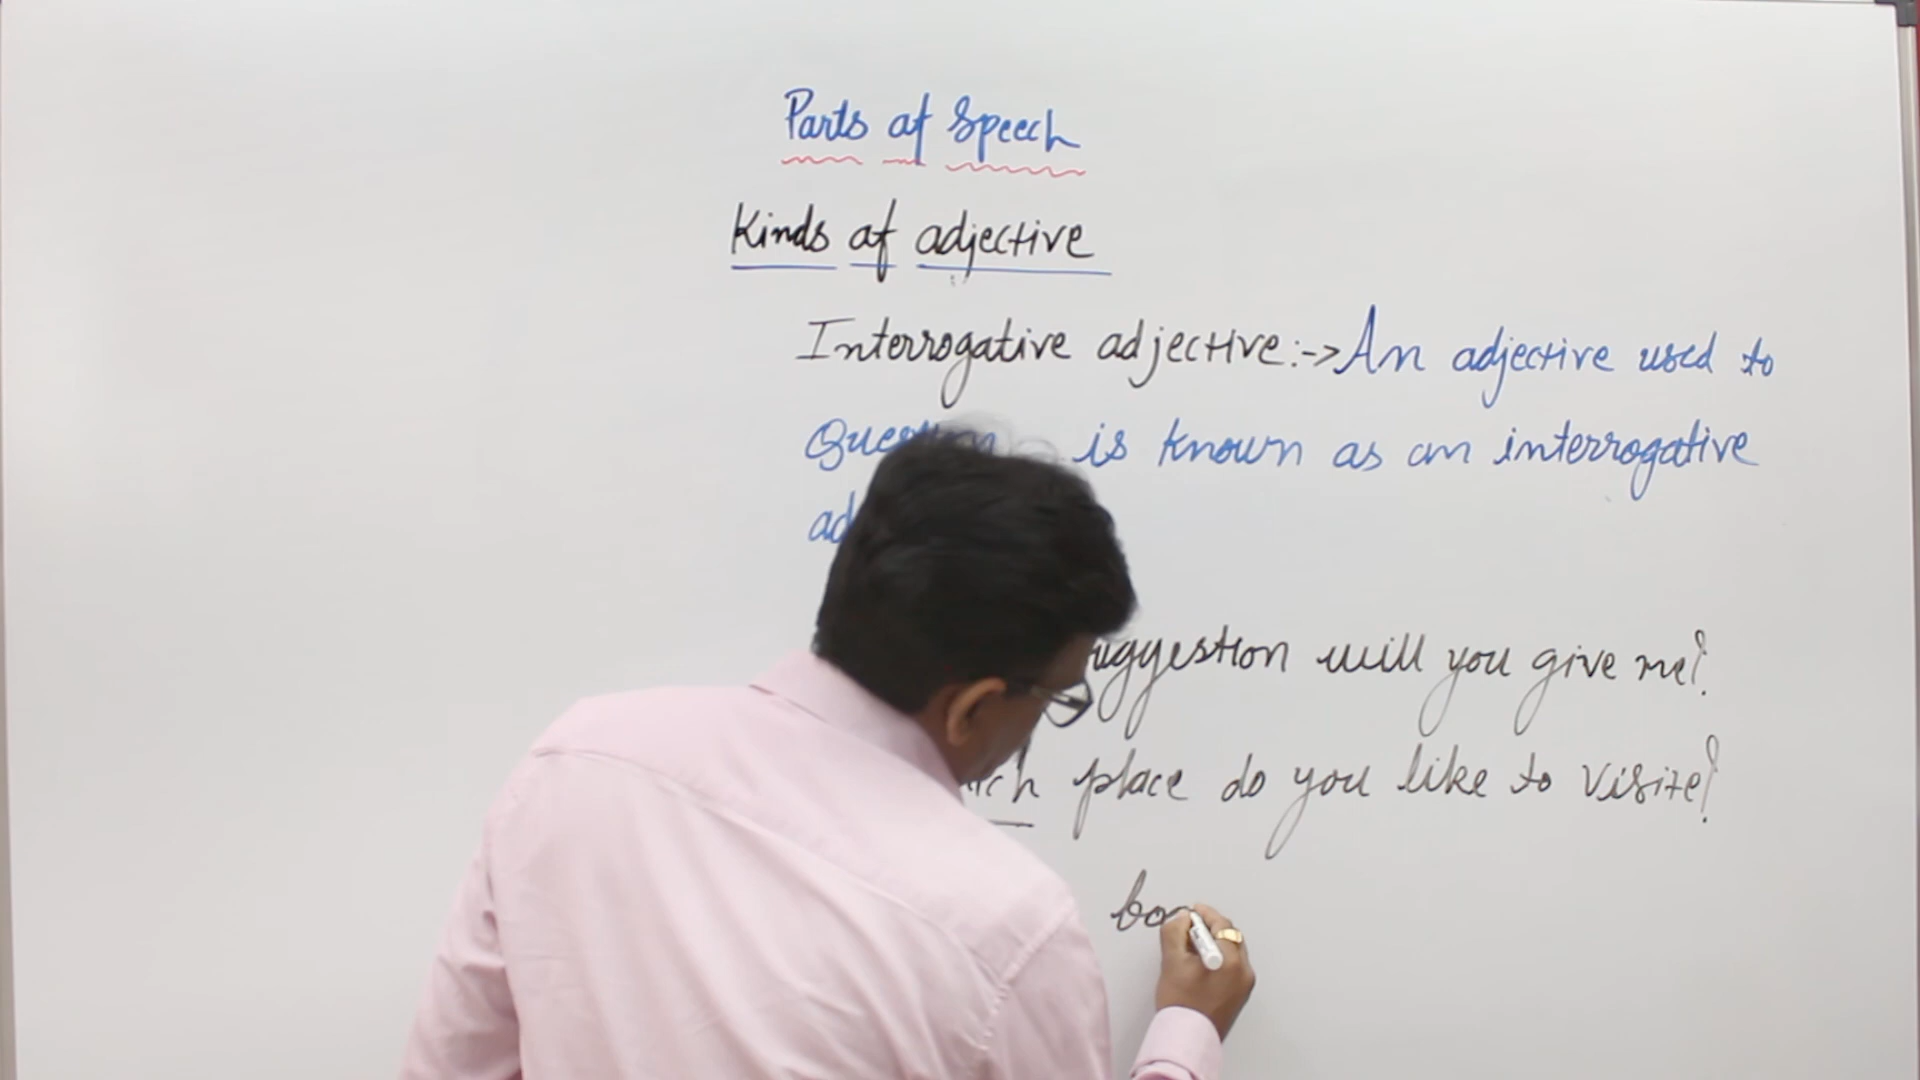 Parts of Speech
Kinds of adjective
Interrogative adjective:-> An adjective used to
Question is known as an interrogative
will you give me?
place do you like to visite?